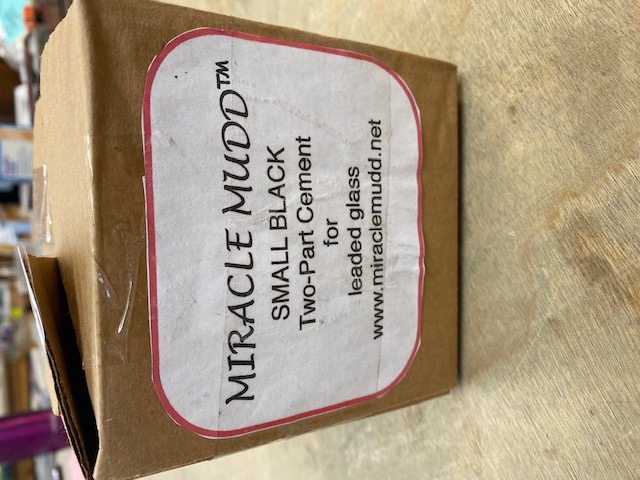 MIRACLE MUDD™
SMALL BLACK
Two-Part Cement
for
leaded glass
www.miraclemudd.net